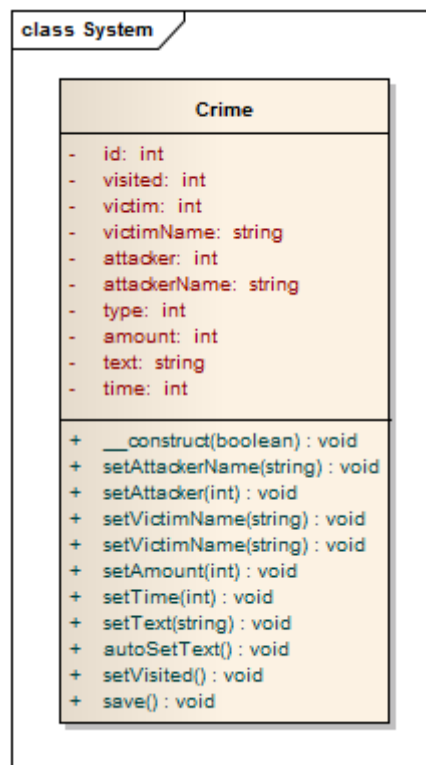 class System
Crime
- id: int
- visited: int
- victim: int
- victimName: string
- attacker: int
- attackerName: string
- type: int
- amount: int
- text: string
- time: int
+ __construct(boolean) : void
+ setAttackerName(string) : void
+ setAttacker(int) : void
+ setVictimName(string) : void
+ setVictimName(string) : void
+ setAmount(int) : void
+ setTime(int) : void
+ setText(string) : void
+ autoSetText() : void
+ setVisited() : void
+ save() : void